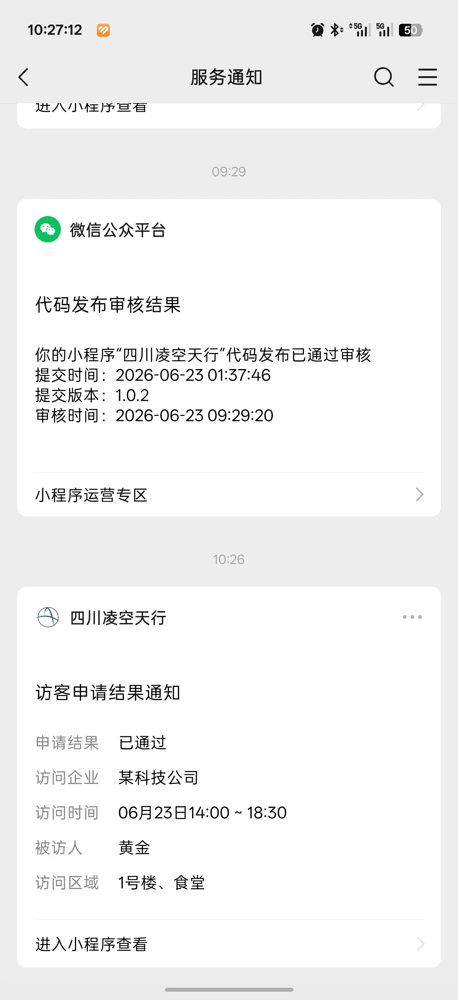 10:27:12
5G 5G 50
服务通知
进入小程序查看
09:29
微信公众平台
代码发布审核结果
你的小程序“四川凌空天行”代码发布已通过审核
提交时间：2026-06-23 01:37:46
提交版本：1.0.2
审核时间：2026-06-23 09:29:20
小程序运营专区
10:26
四川凌空天行
访客申请结果通知
申请结果 已通过
访问企业 某科技公司
访问时间 06月23日14:00 ~ 18:30
被访人 黄金
访问区域 1号楼、食堂
进入小程序查看